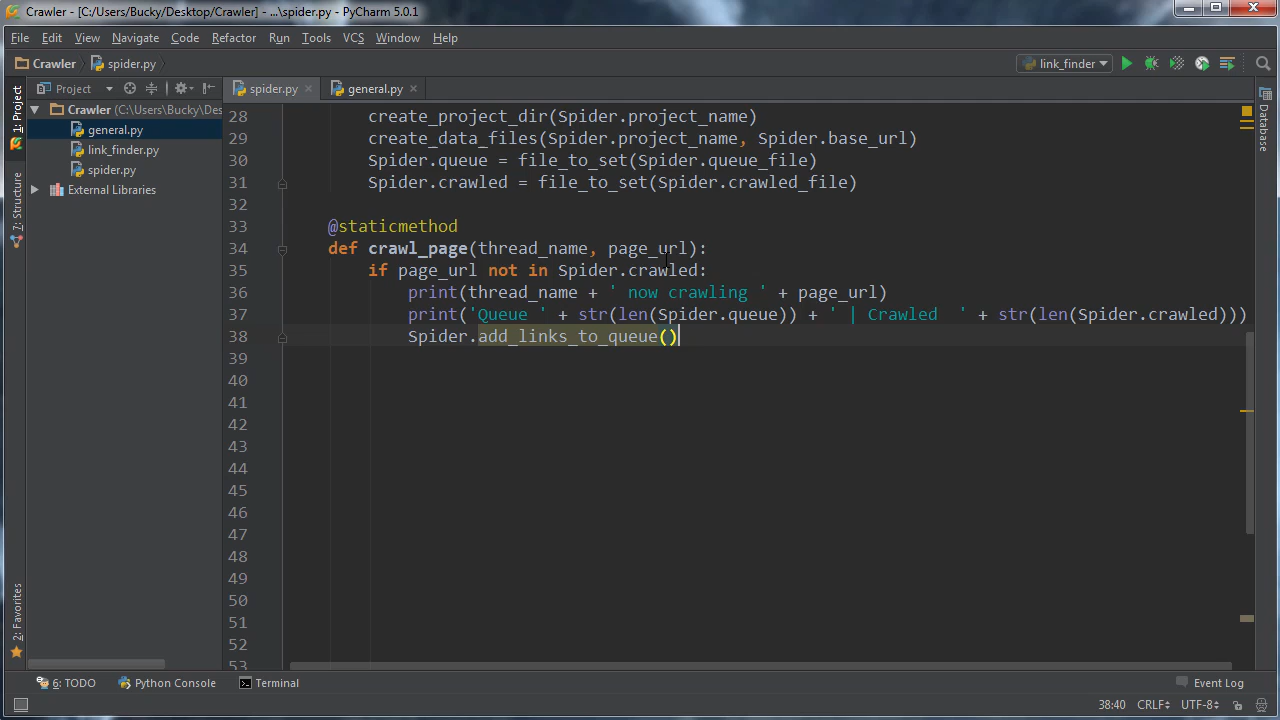 Crawler - [C:/Users/Bucky/Desktop/Crawler] - ...\spider.py - PyCharm 5.0.1
File Edit View Navigate Code Refactor Run Tools VCS Window Help
Crawler spider.py link_finder
Project spider.py general.py
1: Project
7: Structure
2: Favorites
Database
Crawler (C:\Users\Bucky\Des
general.py
link_finder.py
spider.py
External Libraries
28 create_project_dir(Spider.project_name)
29 create_data_files(Spider.project_name, Spider.base_url)
30 Spider.queue = file_to_set(Spider.queue_file)
31 Spider.crawled = file_to_set(Spider.crawled_file)
32
33 @staticmethod
34 def crawl_page(thread_name, page_url):
35 if page_url not in Spider.crawled:
36 print(thread_name + ' now crawling ' + page_url)
37 print('Queue ' + str(len(Spider.queue)) + ' | Crawled  ' + str(len(Spider.crawled)))
38 Spider.add_links_to_queue()
39
40
41
42
43
44
45
46
47
48
49
50
51
52
53
6: TODO Python Console Terminal Event Log
38:40 CRLF UTF-8